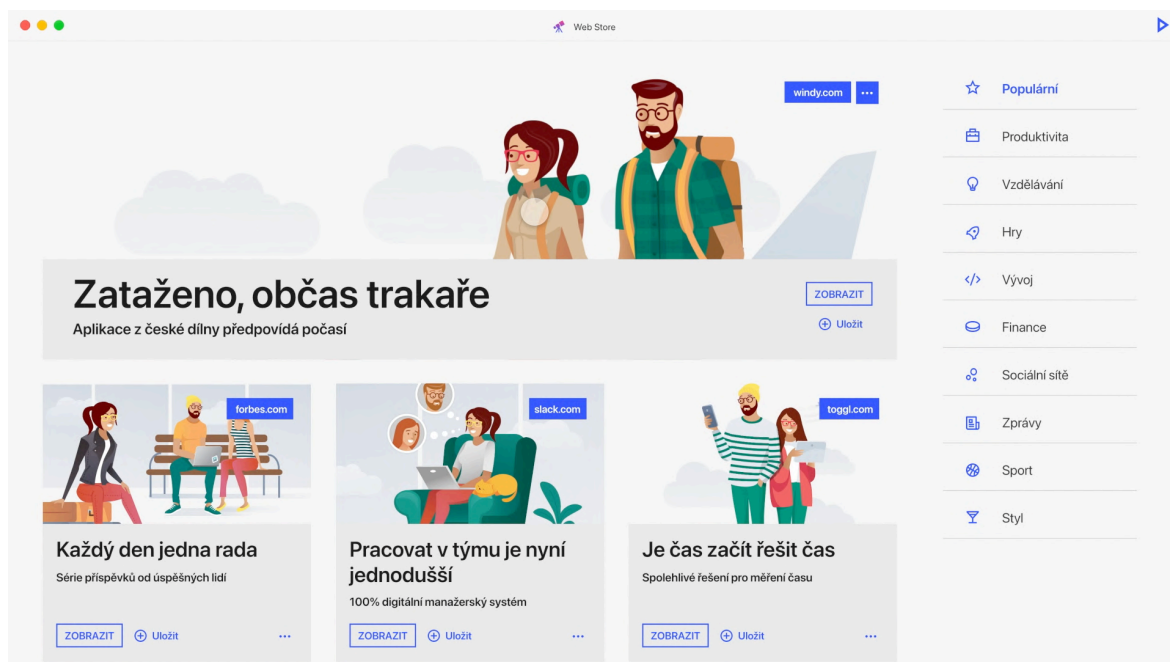 Web Store
windy.com
Zataženo, občas trakaře
Aplikace z české dílny předpovídá počasí
ZOBRAZIT
Uložit
forbes.com
Každý den jedna rada
Série příspěvků od úspěšných lidí
ZOBRAZIT
Uložit
slack.com
Pracovat v týmu je nyní
jednodušší
100% digitální manažerský systém
ZOBRAZIT
Uložit
toggl.com
Je čas začít řešit čas
Spolehlivé řešení pro měření času
ZOBRAZIT
Uložit
Populární
Produktivita
Vzdělávání
Hry
Vývoj
Finance
Sociální sítě
Zprávy
Sport
Styl